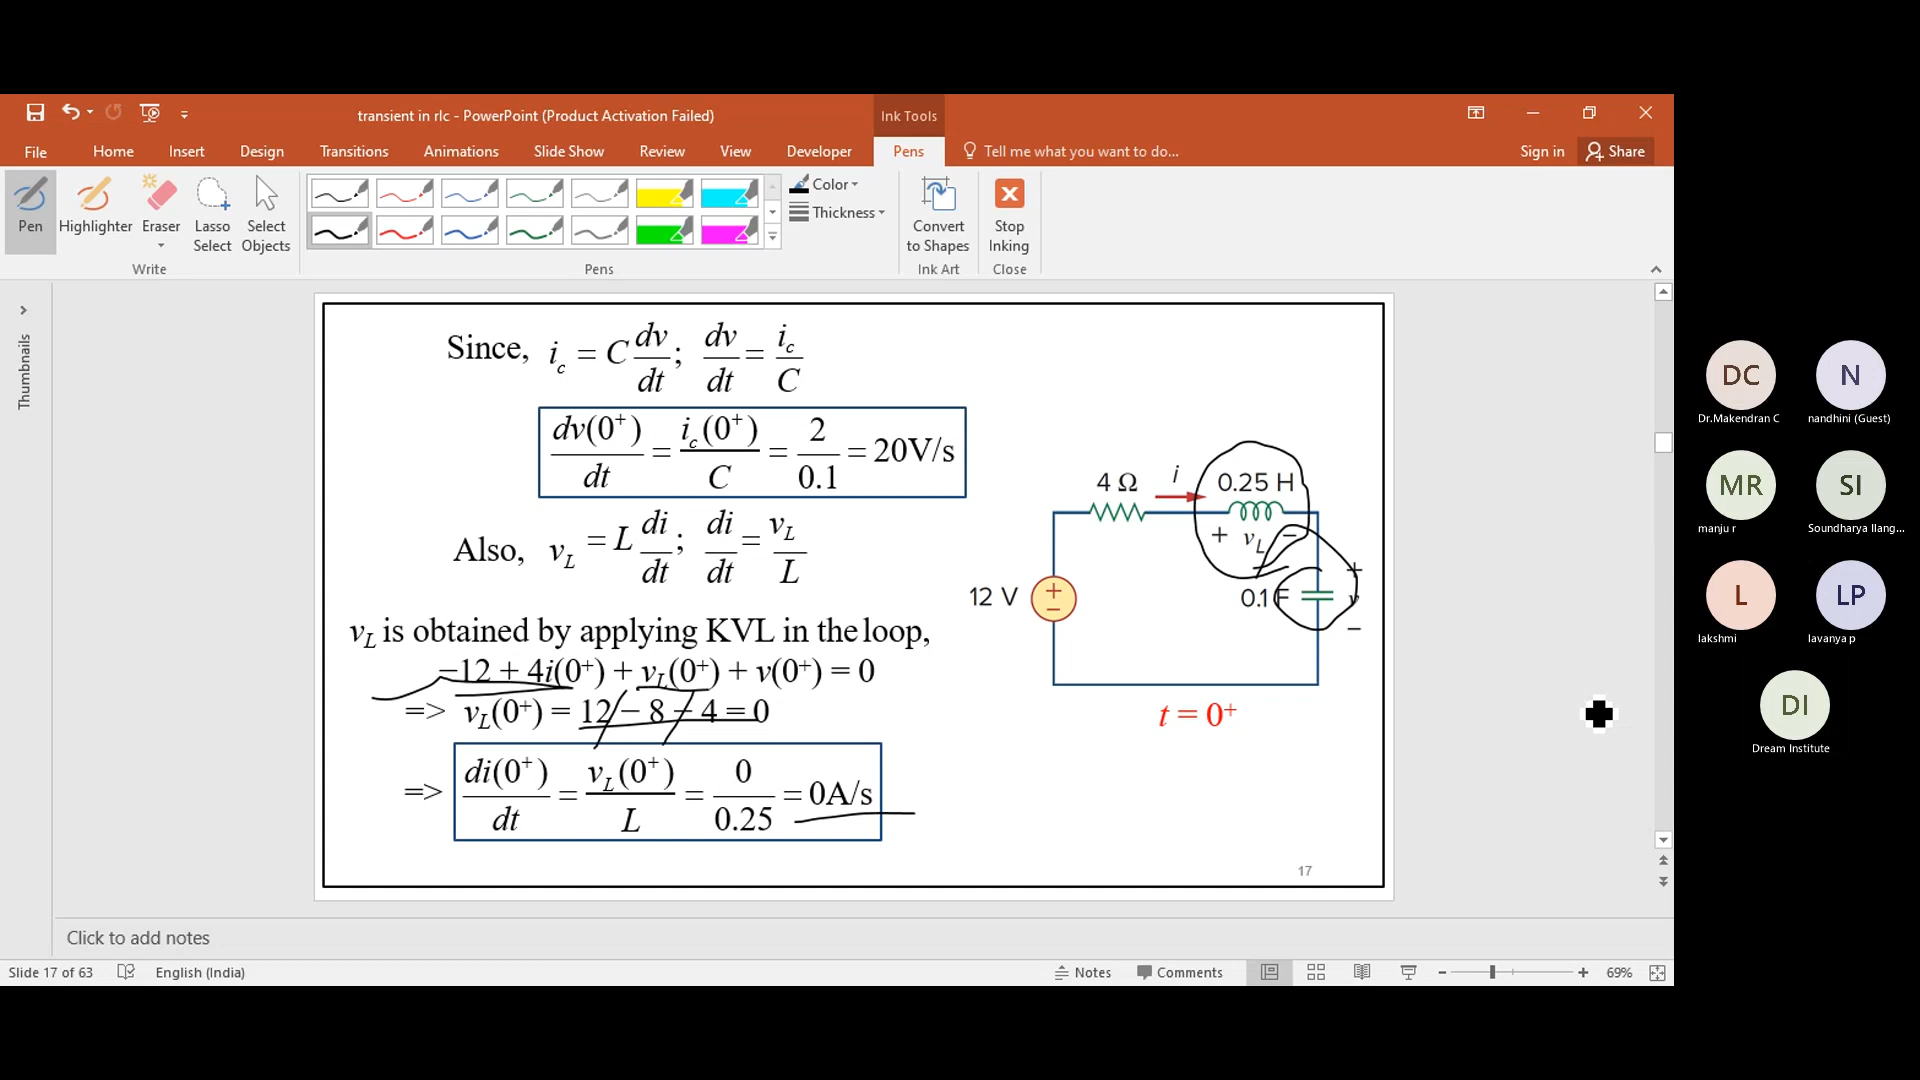 transient in rlc - PowerPoint (Product Activation Failed)
Ink Tools
File Home Insert Design Transitions Animations Slide Show Review View Developer Pens Tell me what you want to do... Sign in Share
Pen Highlighter Eraser Lasso Select Select Objects
Write
Pens
Color
Thickness
Convert to Shapes
Ink Art
Stop Inking
Close
Thumbnails
Since, i_c = C dv/dt; dv/dt = i_c/C
dv(0⁺)/dt = i_c(0⁺)/C = 2/0.1 = 20V/s
Also, v_L = L di/dt; di/dt = v_L/L
v_L is obtained by applying KVL in the loop,
−12 + 4i(0⁺) + v_L(0⁺) + v(0⁺) = 0
=> v_L(0⁺) = 12 − 8 − 4 = 0
=> di(0⁺)/dt = v_L(0⁺)/L = 0/0.25 = 0A/s
4 Ω i 0.25 H
+ v_L −
12 V + − 0.1 F + v −
t = 0⁺
17
Click to add notes
Slide 17 of 63 English (India) Notes Comments 69%
DC N
Dr.Makendran C nandhini (Guest)
MR SI
manju r Soundharya Ilang...
L LP
lakshmi lavanya p
DI
Dream Institute